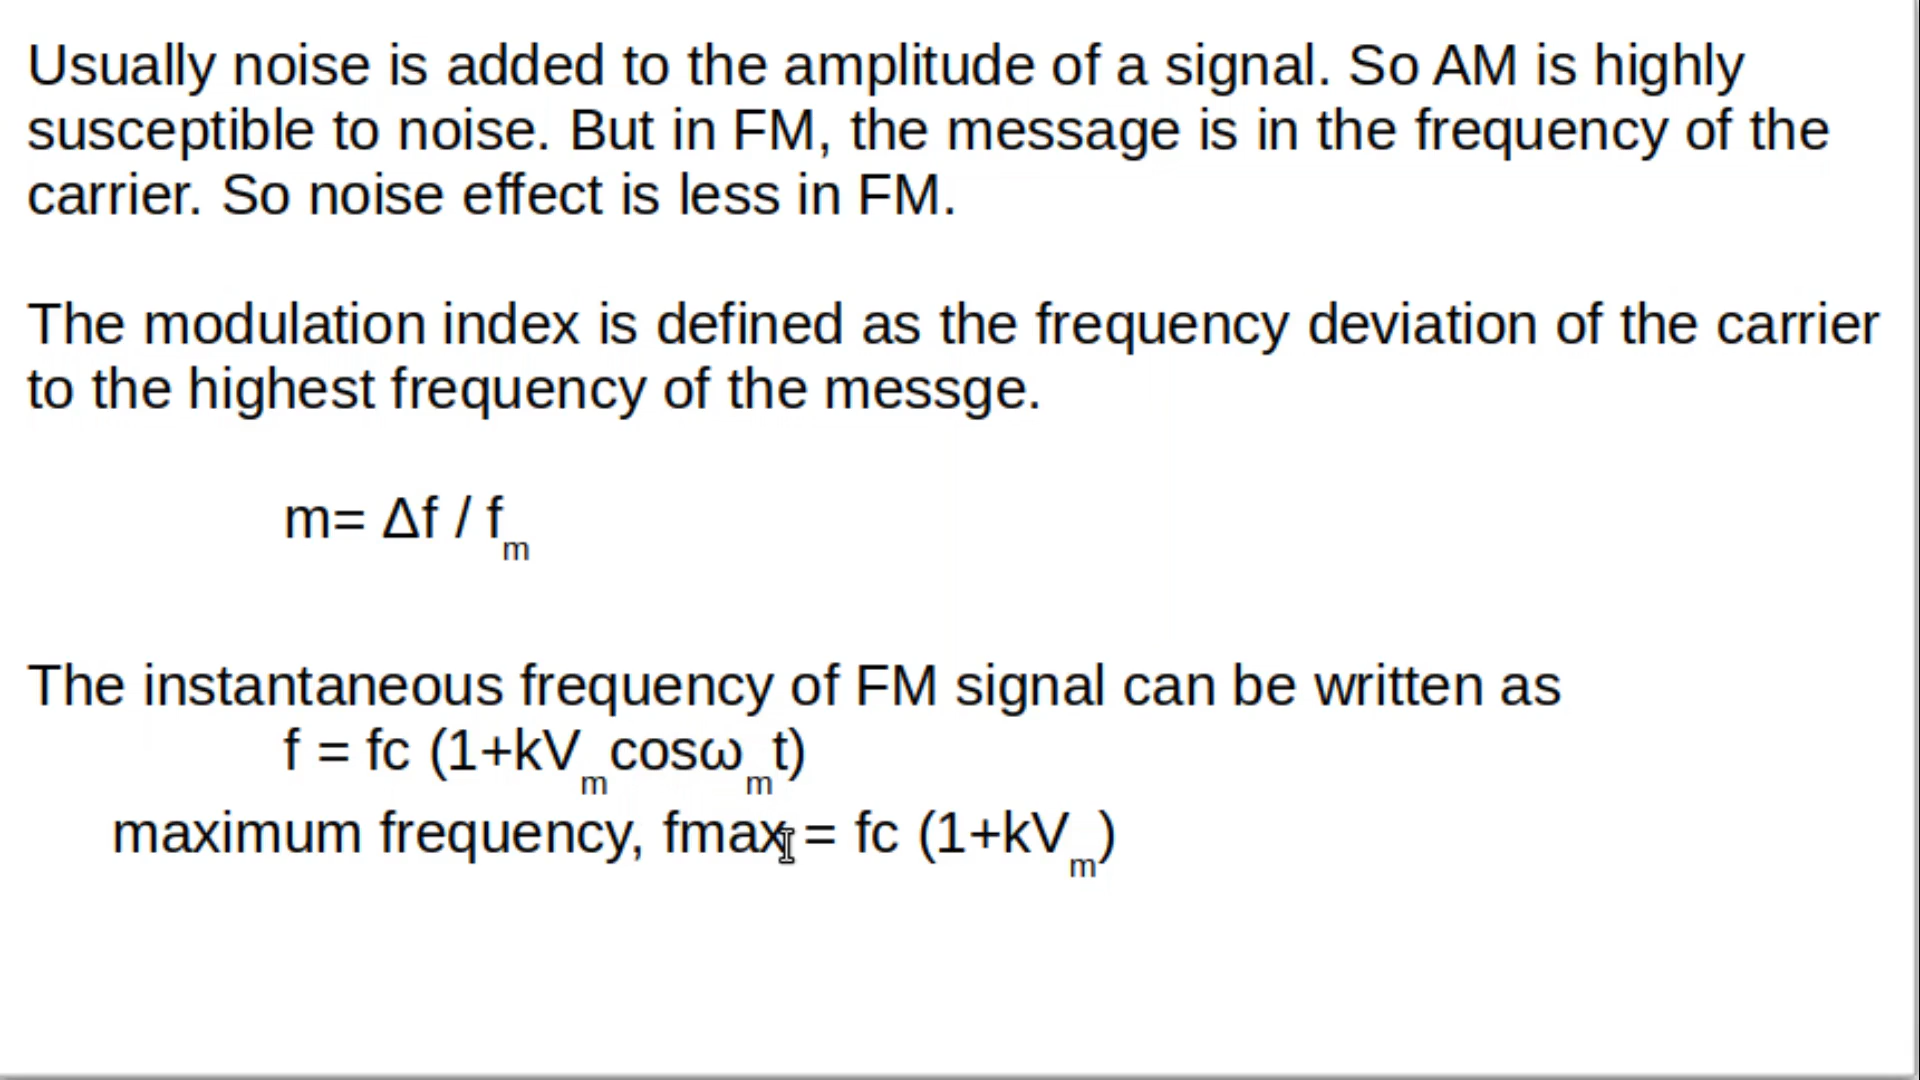 Usually noise is added to the amplitude of a signal. So AM is highly
susceptible to noise. But in FM, the message is in the frequency of the
carrier. So noise effect is less in FM.
The modulation index is defined as the frequency deviation of the carrier
to the highest frequency of the messge.
m= Δf / fm
The instantaneous frequency of FM signal can be written as
f = fc (1+kVmcosωmt)
maximum frequency, fmax = fc (1+kVm)